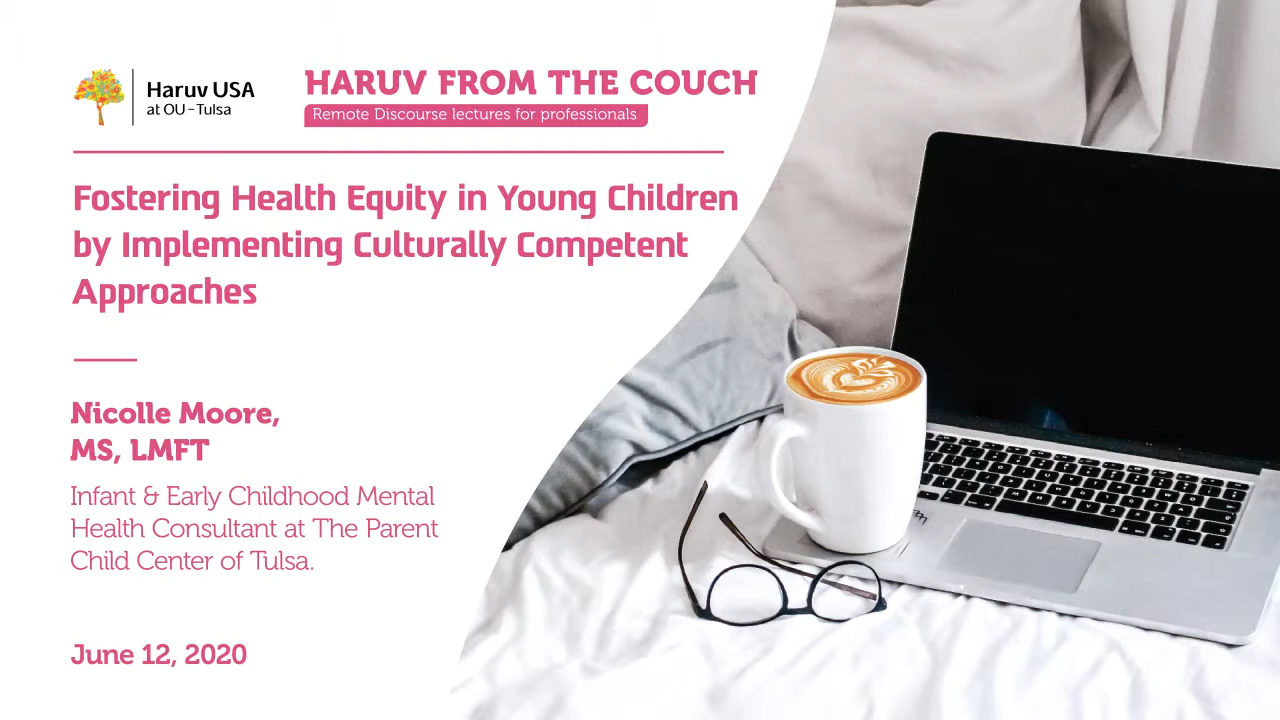 Haruv USA
at OU-Tulsa
HARUV FROM THE COUCH
Remote Discourse lectures for professionals
Fostering Health Equity in Young Children
by Implementing Culturally Competent
Approaches
Nicolle Moore,
MS, LMFT
Infant & Early Childhood Mental
Health Consultant at The Parent
Child Center of Tulsa.
June 12, 2020